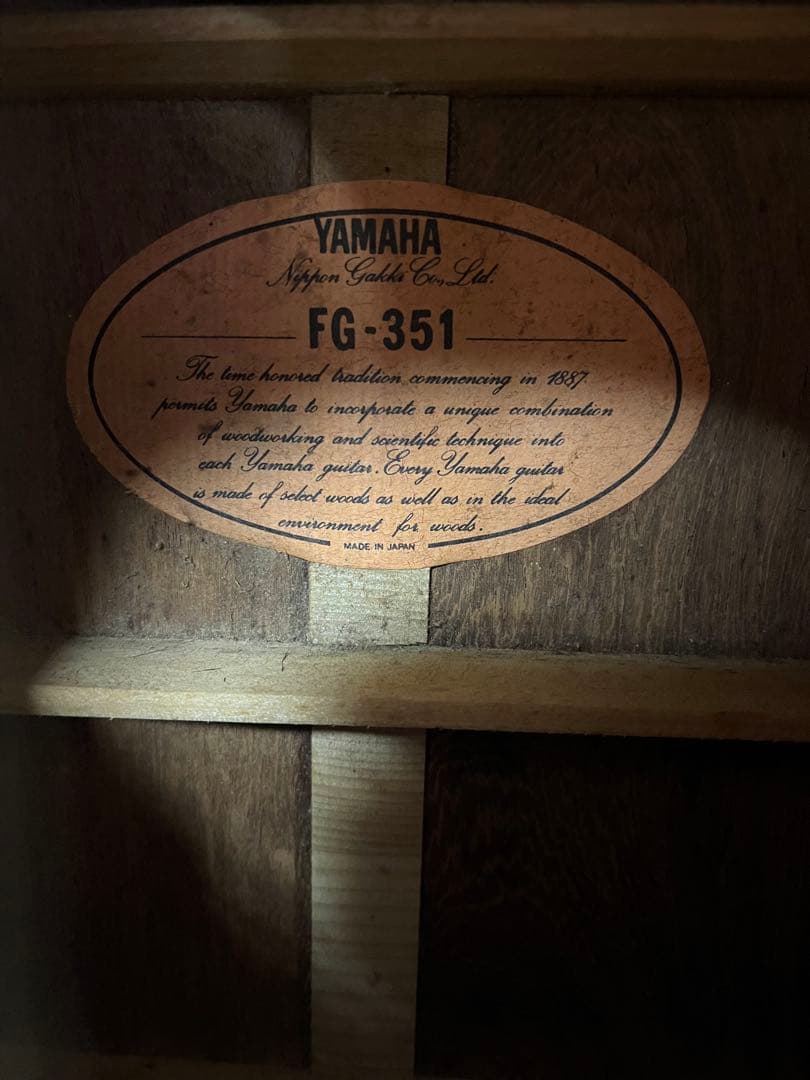 YAMAHA
Nippon Gakki Co., Ltd.
FG-351
The time honored tradition commencing in 1887
permits Yamaha to incorporate a unique combination
of woodworking and scientific technique into
each Yamaha guitar. Every Yamaha guitar
is made of select woods as well as in the ideal
environment for woods.
MADE IN JAPAN